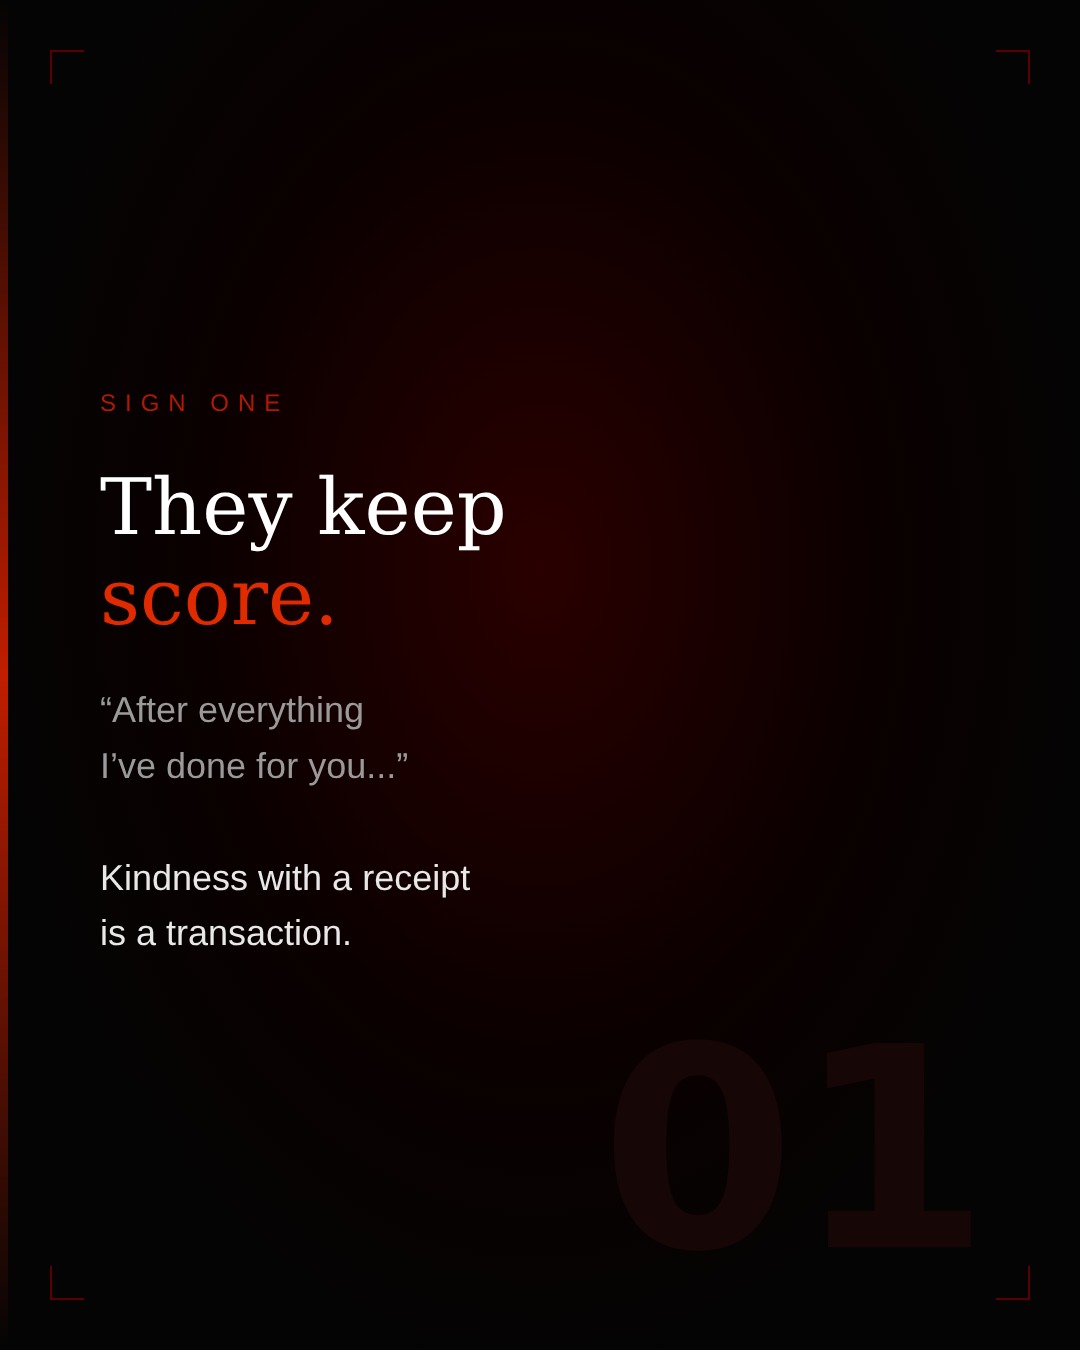 SIGN ONE
They keep
score.
“After everything
I’ve done for you...”
Kindness with a receipt
is a transaction.
01